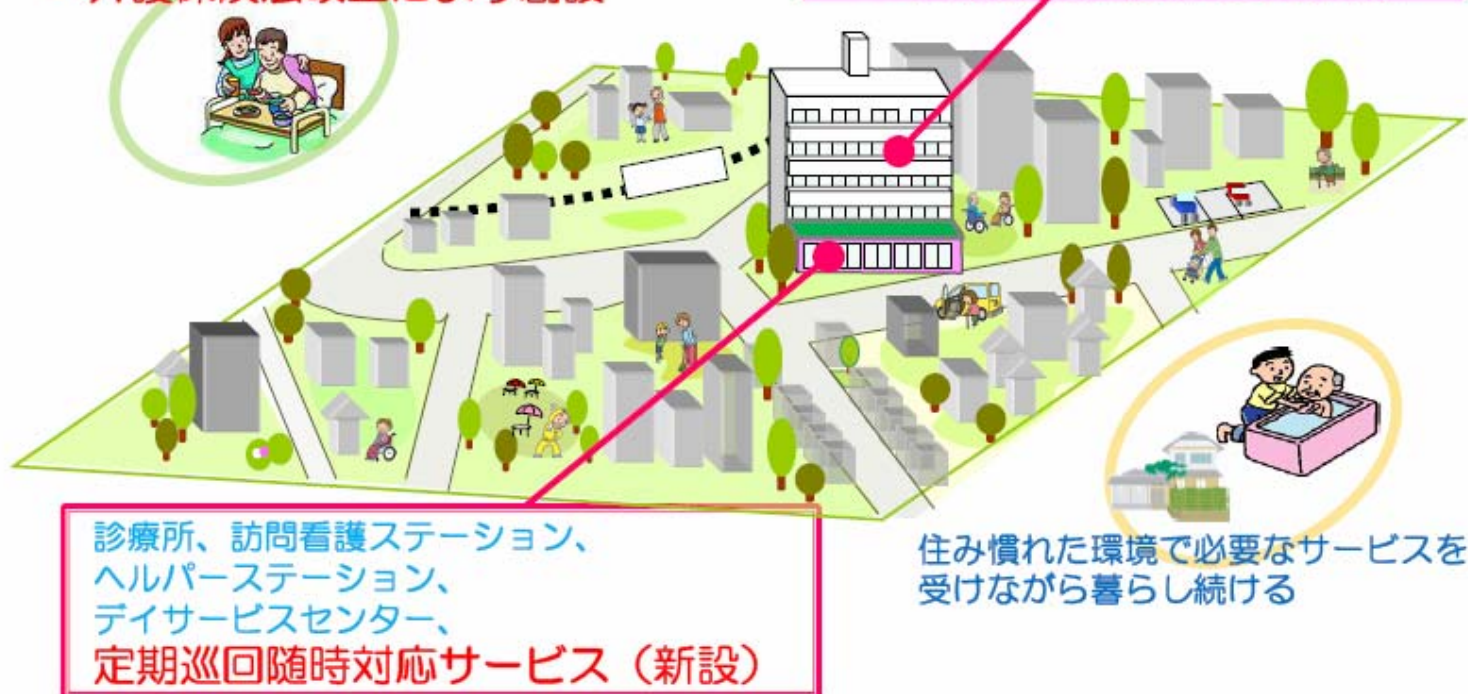 診療所、訪問看護ステーション、
ヘルパーステーション、
デイサービスセンター、
定期巡回随時対応サービス（新設）
住み慣れた環境で必要なサービスを
受けながら暮らし続ける